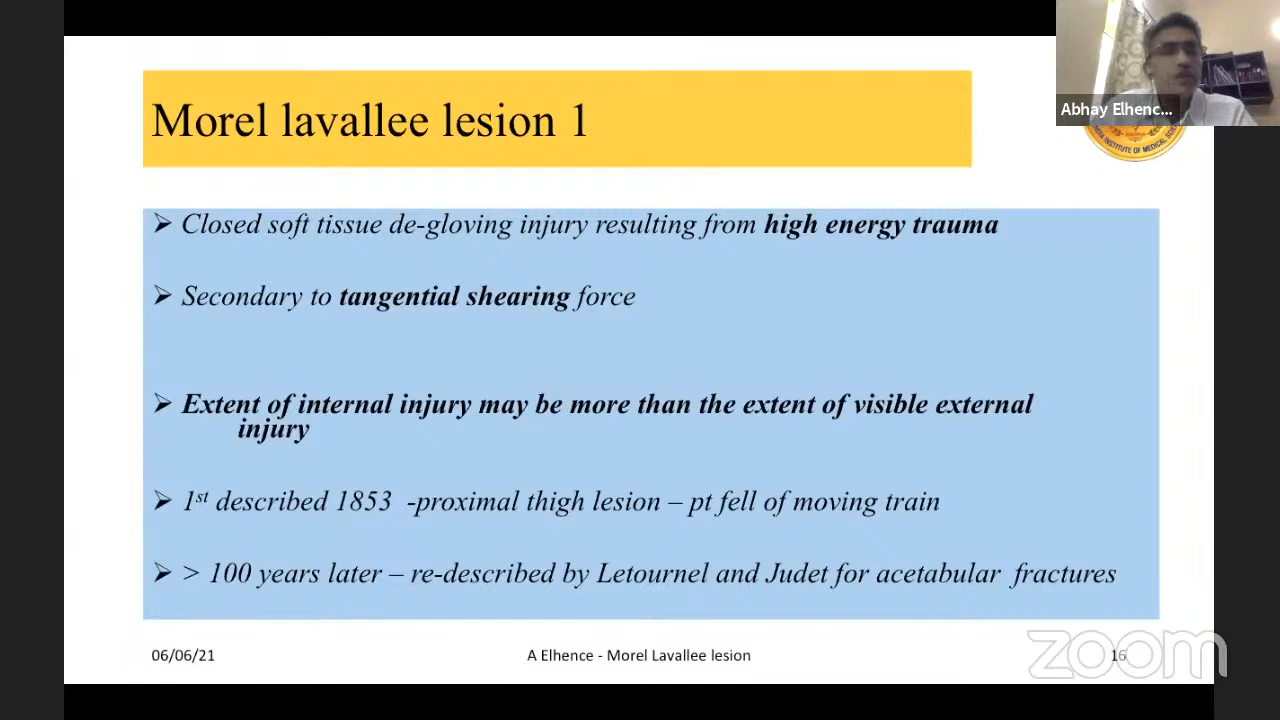 Morel lavallee lesion 1
Abhay Elhenc...
INSTITUTE OF MEDICAL
➢ Closed soft tissue de-gloving injury resulting from high energy trauma
➢ Secondary to tangential shearing force
➢ Extent of internal injury may be more than the extent of visible external
injury
➢ 1st described 1853 -proximal thigh lesion – pt fell of moving train
➢ > 100 years later – re-described by Letournel and Judet for acetabular fractures
06/06/21
A Elhence - Morel Lavallee lesion
16
zoom